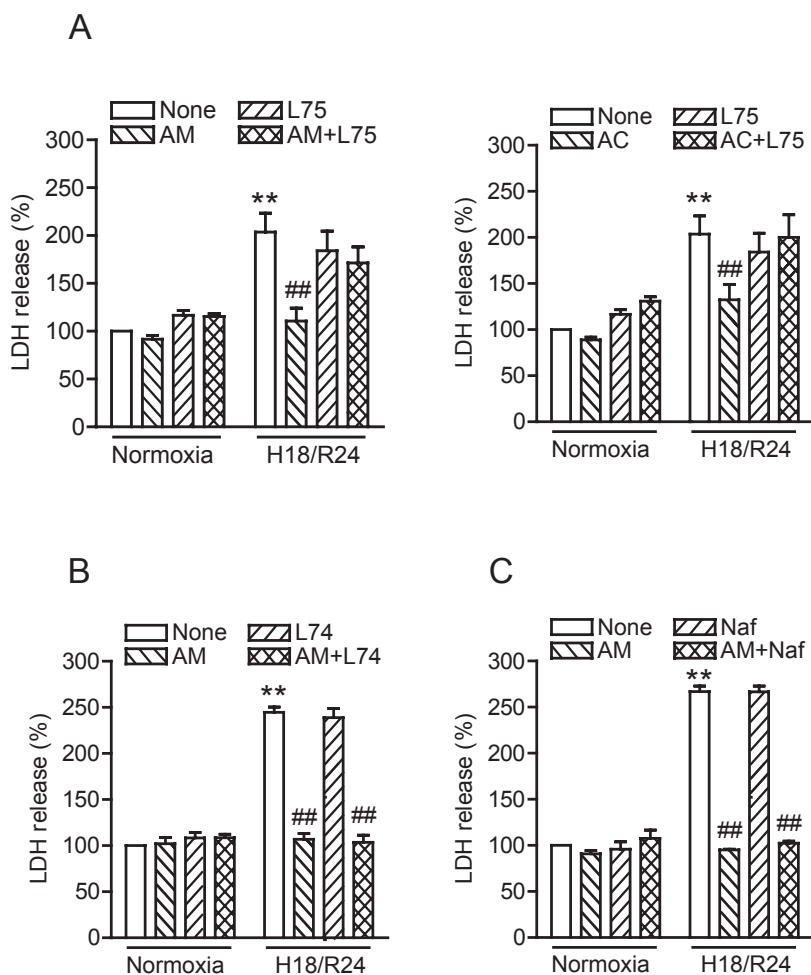 A
None L75
AM AM+L75
300
250
200
150
100
50
0
LDH release (%)
**
##
Normoxia H18/R24
None L75
AC AC+L75
300
250
200
150
100
50
0
LDH release (%)
**
##
Normoxia H18/R24
B
None L74
AM AM+L74
300
250
200
150
100
50
0
LDH release (%)
**
##
##
Normoxia H18/R24
C
None Naf
AM AM+Naf
300
250
200
150
100
50
0
LDH release (%)
**
##
##
Normoxia H18/R24